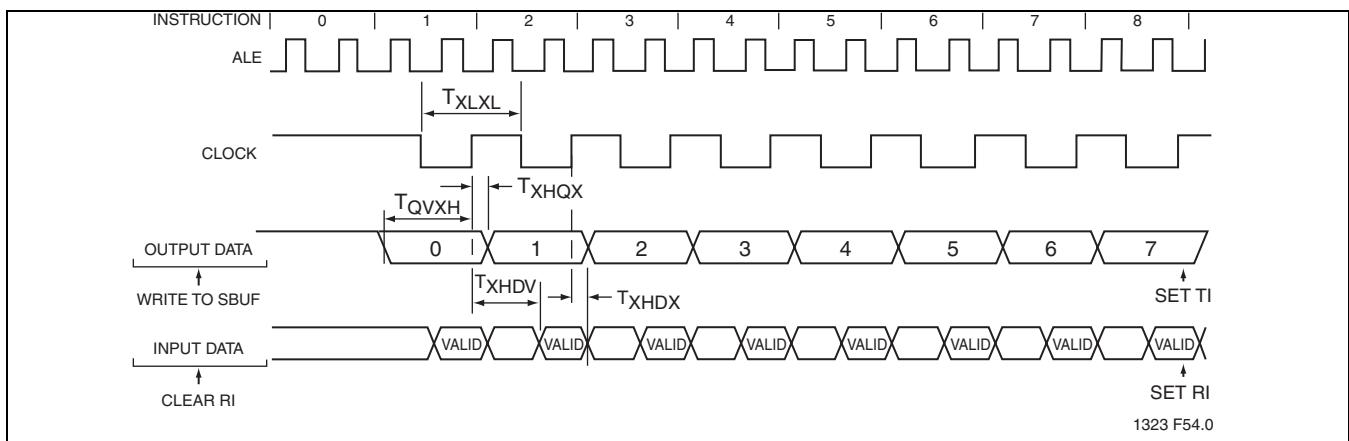 INSTRUCTION 0 1 2 3 4 5 6 7 8
ALE
TXLXL
CLOCK
TXHQX
TQVXH
OUTPUT DATA 0 1 2 3 4 5 6 7
WRITE TO SBUF
SET TI
TXHDV
TXHDX
INPUT DATA VALID VALID VALID VALID VALID VALID VALID VALID
CLEAR RI
SET RI
1323 F54.0